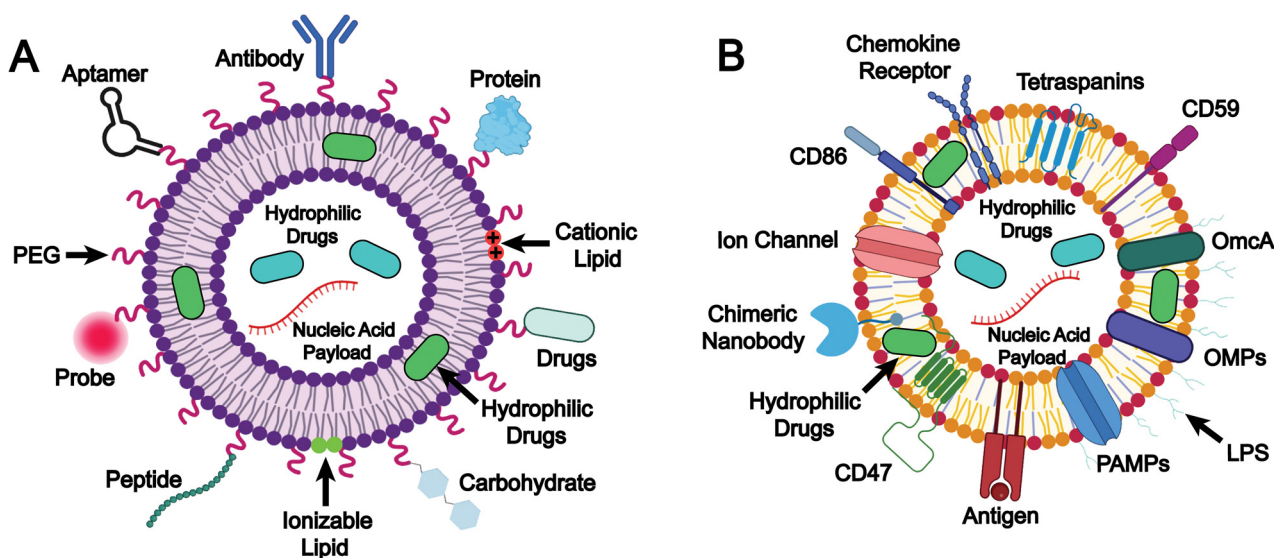 A
Antibody
Aptamer
Protein
Hydrophilic
Drugs
PEG
Cationic
Lipid
+
+
Nucleic Acid
Payload
Probe
Drugs
Hydrophilic
Drugs
Peptide
Carbohydrate
Ionizable
Lipid
B
Chemokine
Receptor
Tetraspanins
CD59
CD86
Hydrophilic
Drugs
Ion Channel
OmcA
Chimeric
Nanobody
Nucleic Acid
Payload
OMPs
Hydrophilic
Drugs
CD47
PAMPs
LPS
Antigen